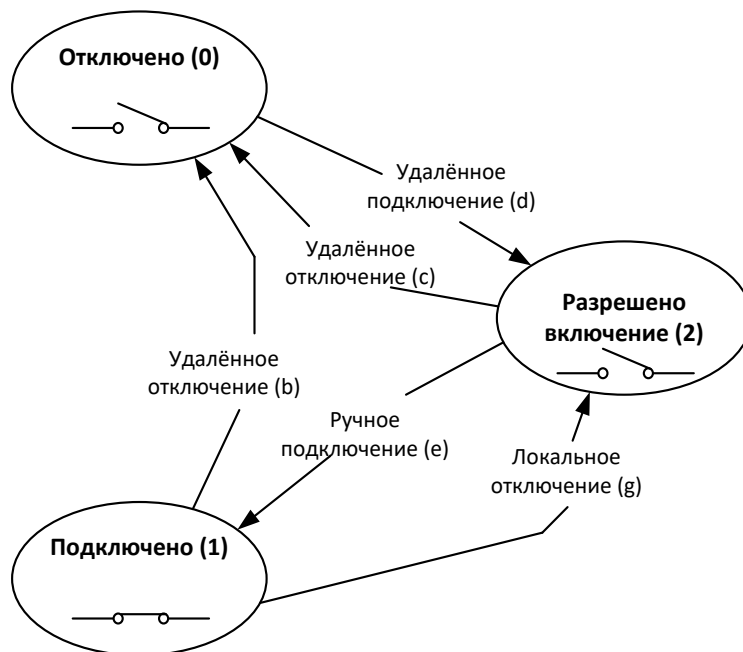 Отключено (0)
Удалённое
подключение (d)
Удалённое
отключение (c)
Разрешено
включение (2)
Удалённое
отключение (b)
Ручное
подключение (e)
Локальное
отключение (g)
Подключено (1)